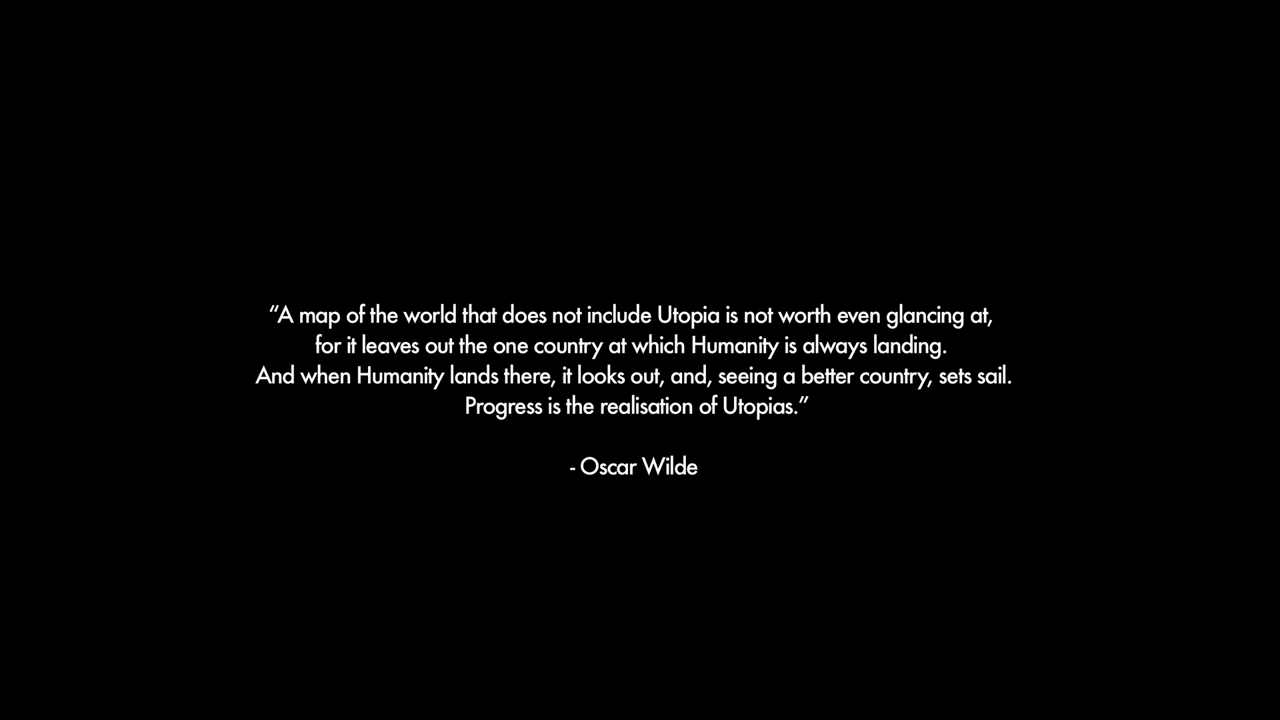 “A map of the world that does not include Utopia is not worth even glancing at,
for it leaves out the one country at which Humanity is always landing.
And when Humanity lands there, it looks out, and, seeing a better country, sets sail.
Progress is the realisation of Utopias.”
- Oscar Wilde